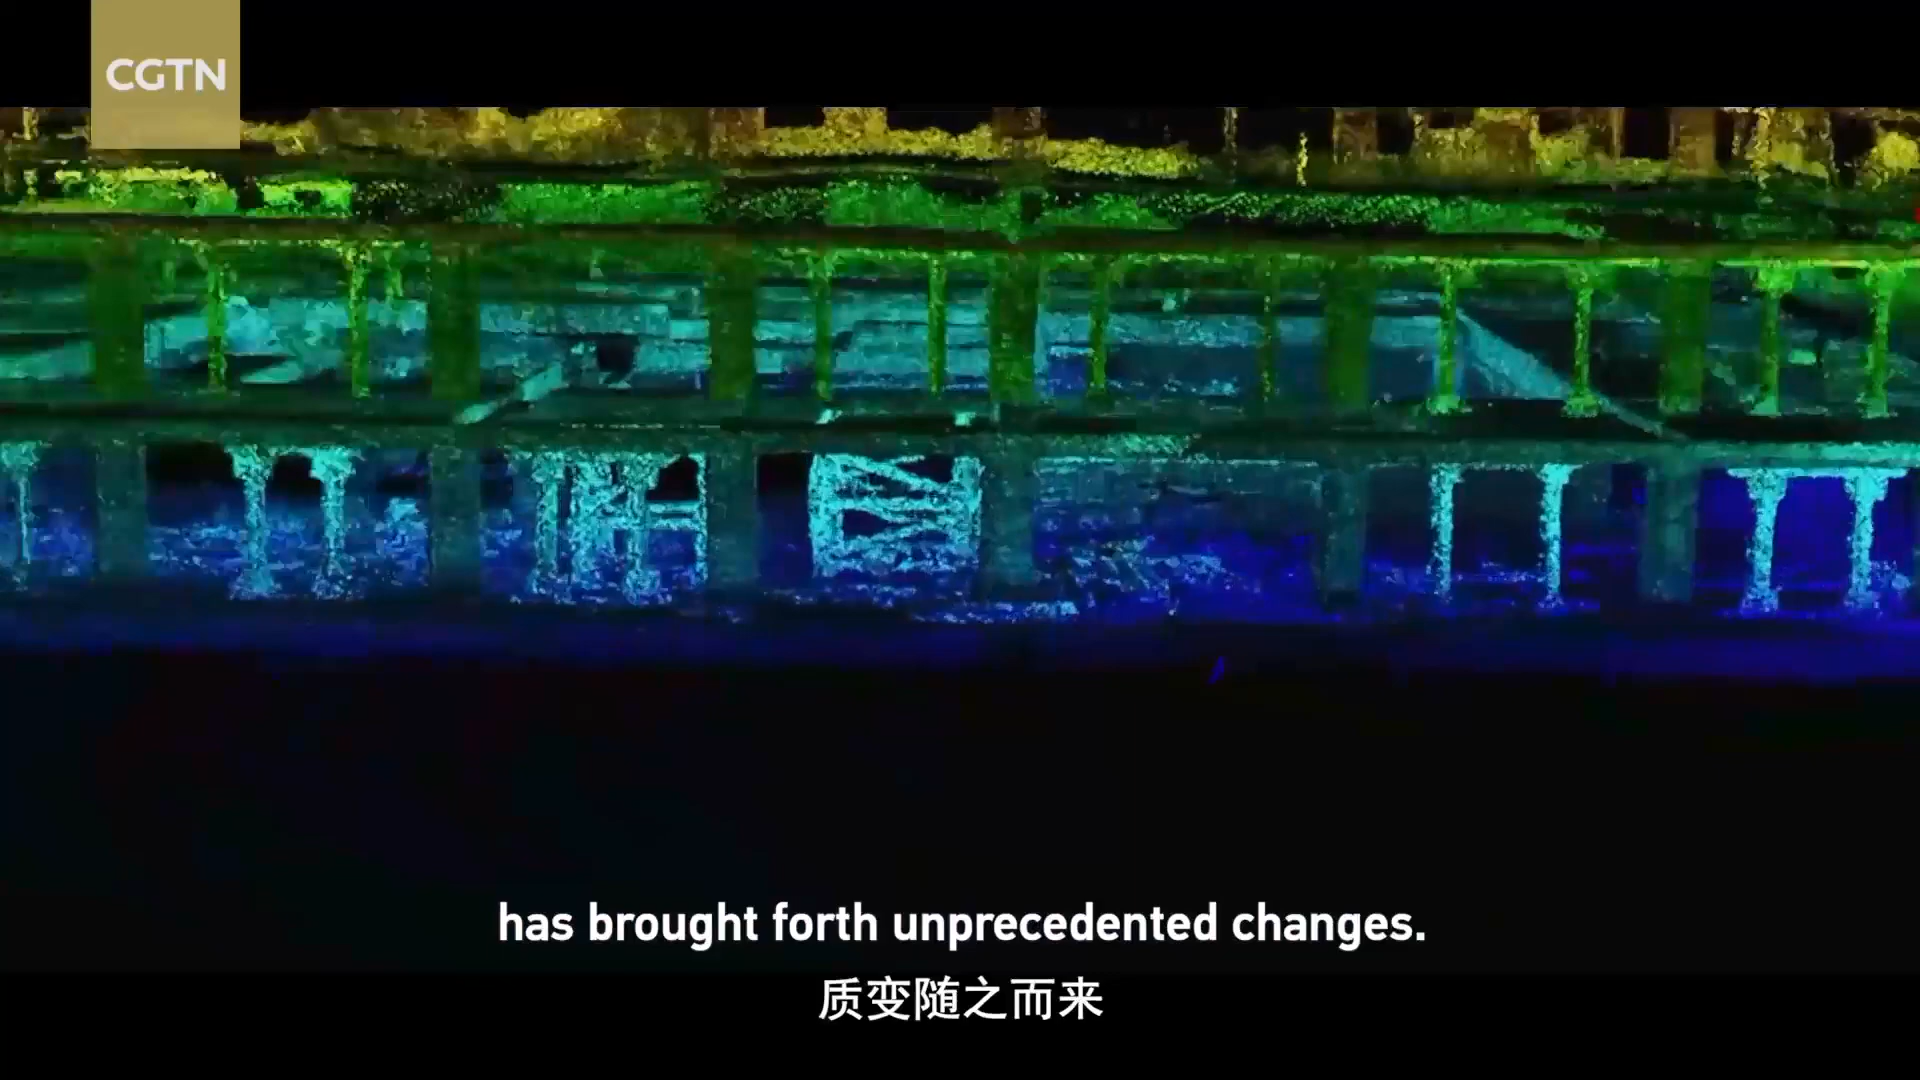 CGTN
has brought forth unprecedented changes.
质变随之而来